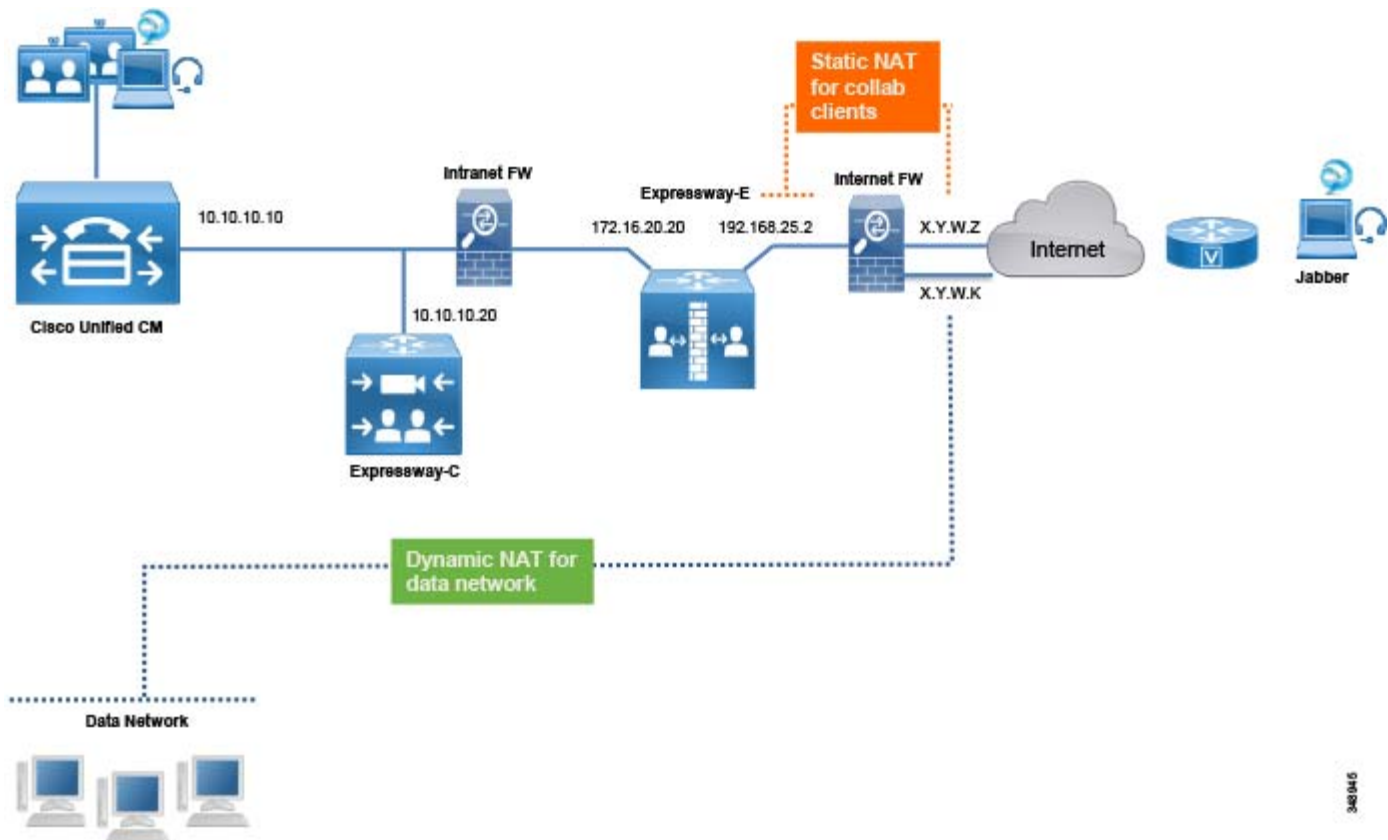 Static NAT
for collab
clients
Intranet FW
Expressway-E
Internet FW
10.10.10.10
172.16.20.20
192.168.25.2
X.Y.W.Z
Internet
V
Jabber
X.Y.W.K
Cisco Unified CM
10.10.10.20
Expressway-C
Dynamic NAT for
data network
Data Network
348945